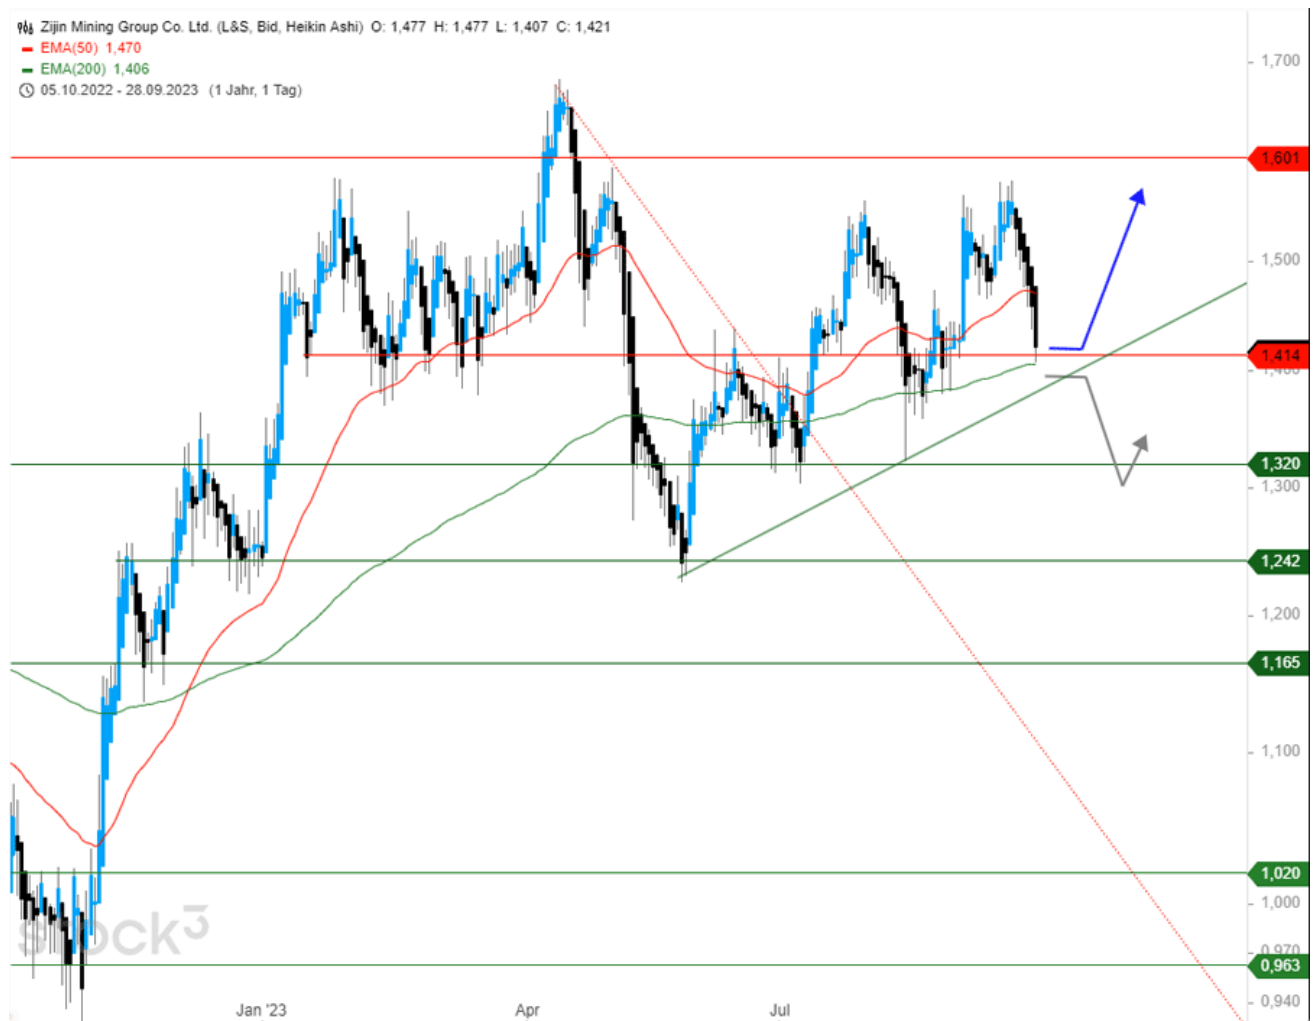 Zijin Mining Group Co. Ltd. (L&S, Bid, Heikin Ashi) O: 1,477 H: 1,477 L: 1,407 C: 1,421
EMA(50) 1,470
EMA(200) 1,406
05.10.2022 - 28.09.2023 (1 Jahr, 1 Tag)
1,700
1,601
1,500
1,414
1,400
1,320
1,300
1,242
1,200
1,165
1,100
1,020
1,000
stock3
0,970
0,963
0,940
Jan '23
Apr
Jul